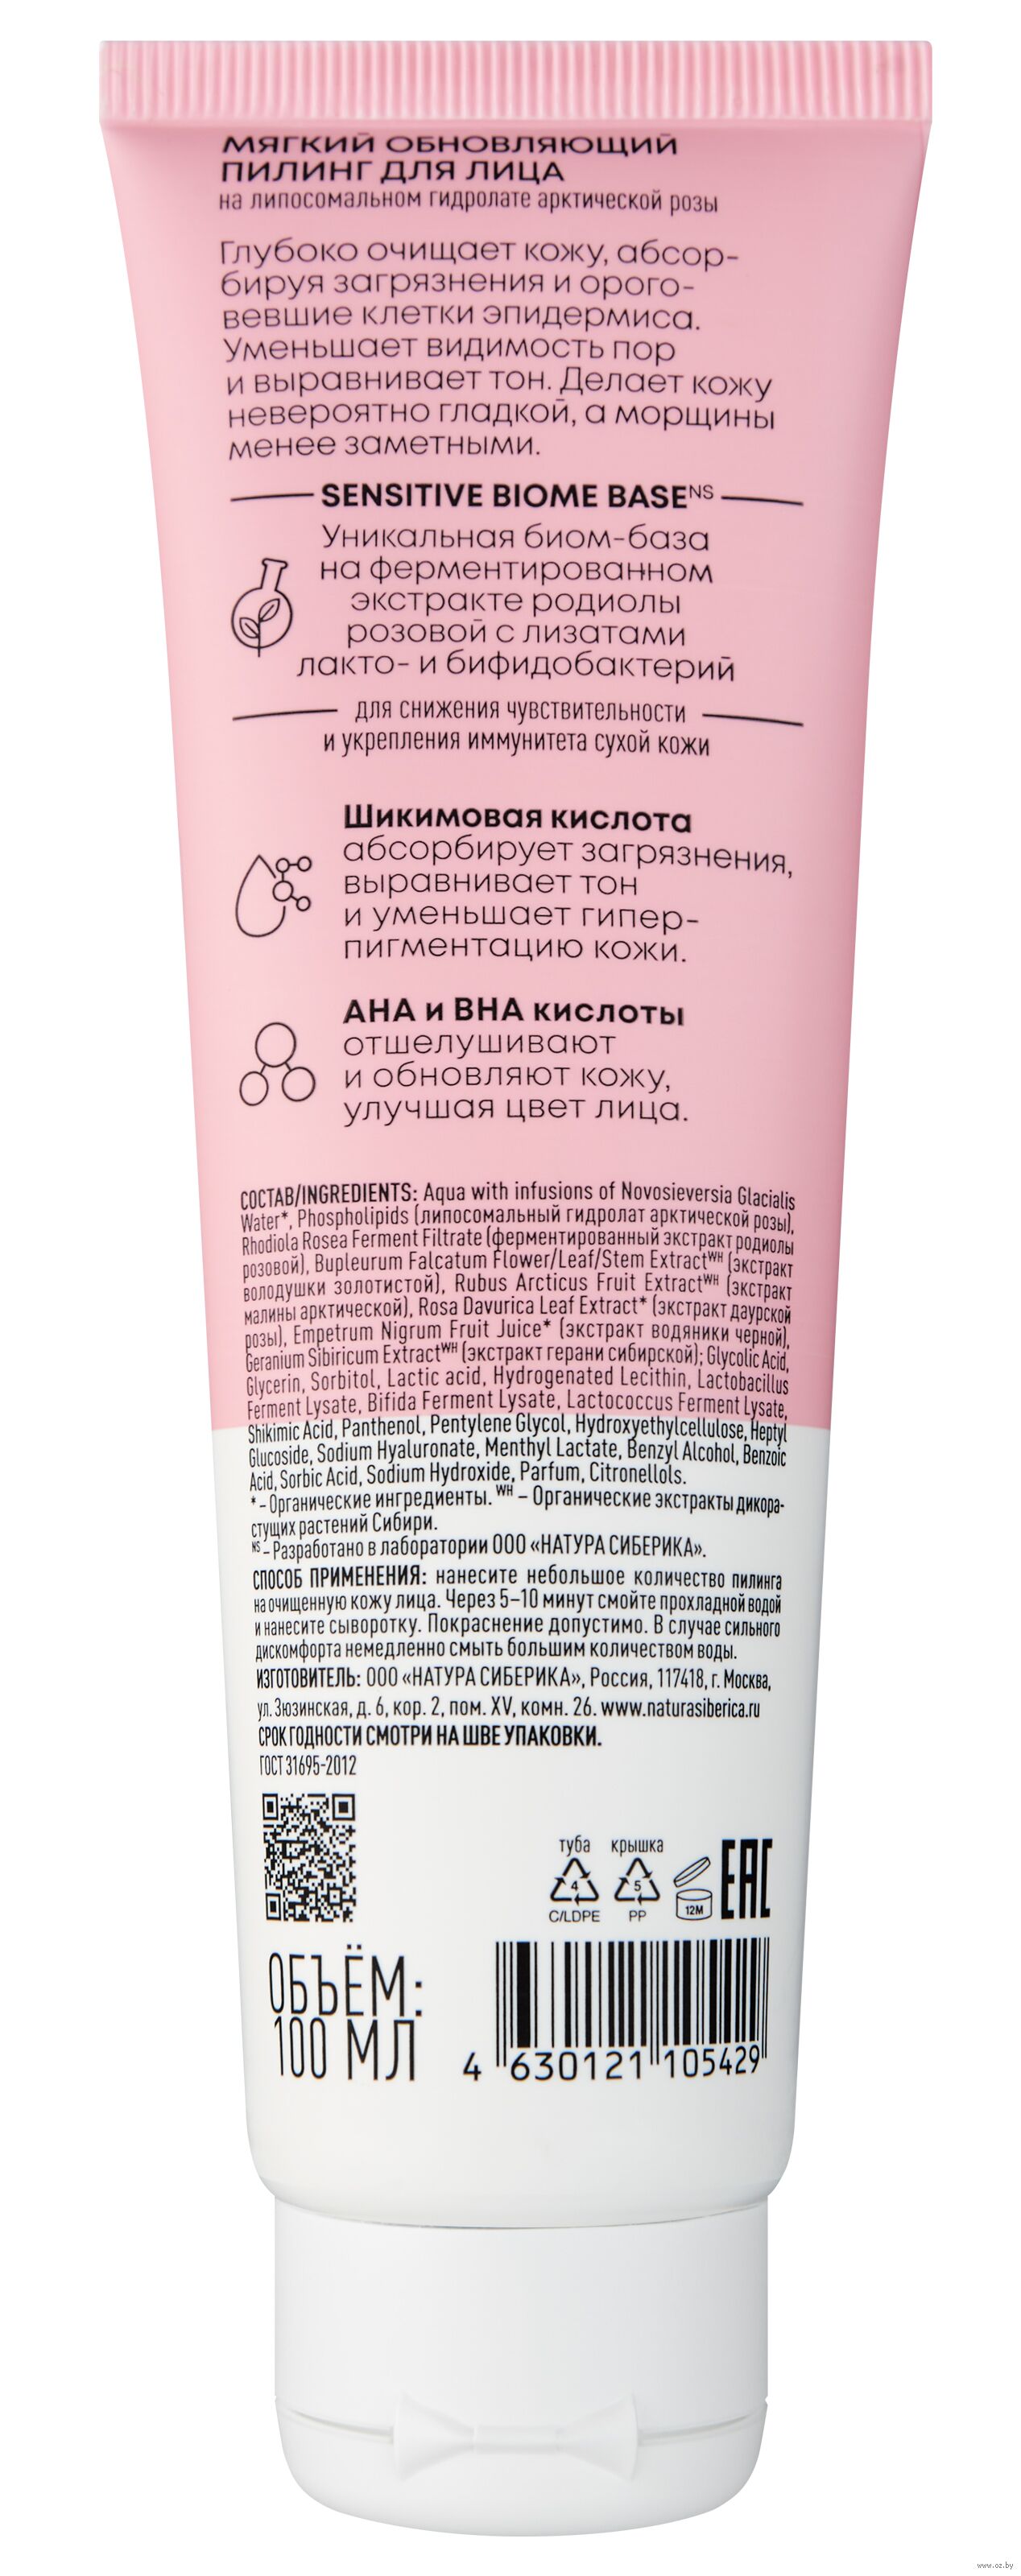 МЯГКИЙ ОБНОВЛЯЮЩИЙ
ПИЛИНГ ДЛЯ ЛИЦА
на липосомальном гидролате арктической розы
Глубоко очищает кожу, абсор-
бируя загрязнения и орого-
вевшие клетки эпидермиса.
Уменьшает видимость пор
и выравнивает тон. Делает кожу
невероятно гладкой, а морщины
менее заметными.
SENSITIVE BIOME BASE NS
Уникальная биом-база
на ферментированном
экстракте родиолы
розовой с лизатами
лакто- и бифидобактерий
для снижения чувствительности
и укрепления иммунитета сухой кожи
Шикимовая кислота
абсорбирует загрязнения,
выравнивает тон
и уменьшает гипер-
пигментацию кожи.
AHA и BHA кислоты
отшелушивают
и обновляют кожу,
улучшая цвет лица.
СОСТАВ/INGREDIENTS: Aqua with infusions of Novosieversia Glacialis
Water*, Phospholipids (липосомальный гидролат арктической розы),
Rhodiola Rosea Ferment Filtrate (ферментированный экстракт родиолы
розовой), Bupleurum Falcatum Flower/Leaf/Stem Extract WH (экстракт
володушки золотистой), Rubus Arcticus Fruit Extract WH (экстракт
малины арктической), Rosa Davurica Leaf Extract* (экстракт даурской
розы), Empetrum Nigrum Fruit Juice* (экстракт водяники черной),
Geranium Sibiricum Extract WH (экстракт герани сибирской); Glycolic Acid,
Glycerin, Sorbitol, Lactic acid, Hydrogenated Lecithin, Lactobacillus
Ferment Lysate, Bifida Ferment Lysate, Lactococcus Ferment Lysate,
Shikimic Acid, Panthenol, Pentylene Glycol, Hydroxyethylcellulose, Heptyl
Glucoside, Sodium Hyaluronate, Menthyl Lactate, Benzyl Alcohol, Benzoic
Acid, Sorbic Acid, Sodium Hydroxide, Parfum, Citronellols.
* – Органические ингредиенты. WH – Органические экстракты дикора-
стущих растений Сибири.
NS – Разработано в лаборатории ООО «НАТУРА СИБЕРИКА».
СПОСОБ ПРИМЕНЕНИЯ: нанесите небольшое количество пилинга
на очищенную кожу лица. Через 5–10 минут смойте прохладной водой
и нанесите сыворотку. Покраснение допустимо. В случае сильного
дискомфорта немедленно смыть большим количеством воды.
ИЗГОТОВИТЕЛЬ: ООО «НАТУРА СИБЕРИКА», Россия, 117418, г. Москва,
ул. Зюзинская, д. 6, кор. 2, пом. XV, комн. 26. www.naturasiberica.ru
СРОК ГОДНОСТИ СМОТРИ НА ШВЕ УПАКОВКИ.
ГОСТ 31695-2012
туба крышка
4 5 12M EAC
C/LDPE PP
ОБЪЁМ:
100 МЛ
4 630121 105429
www.oz.by